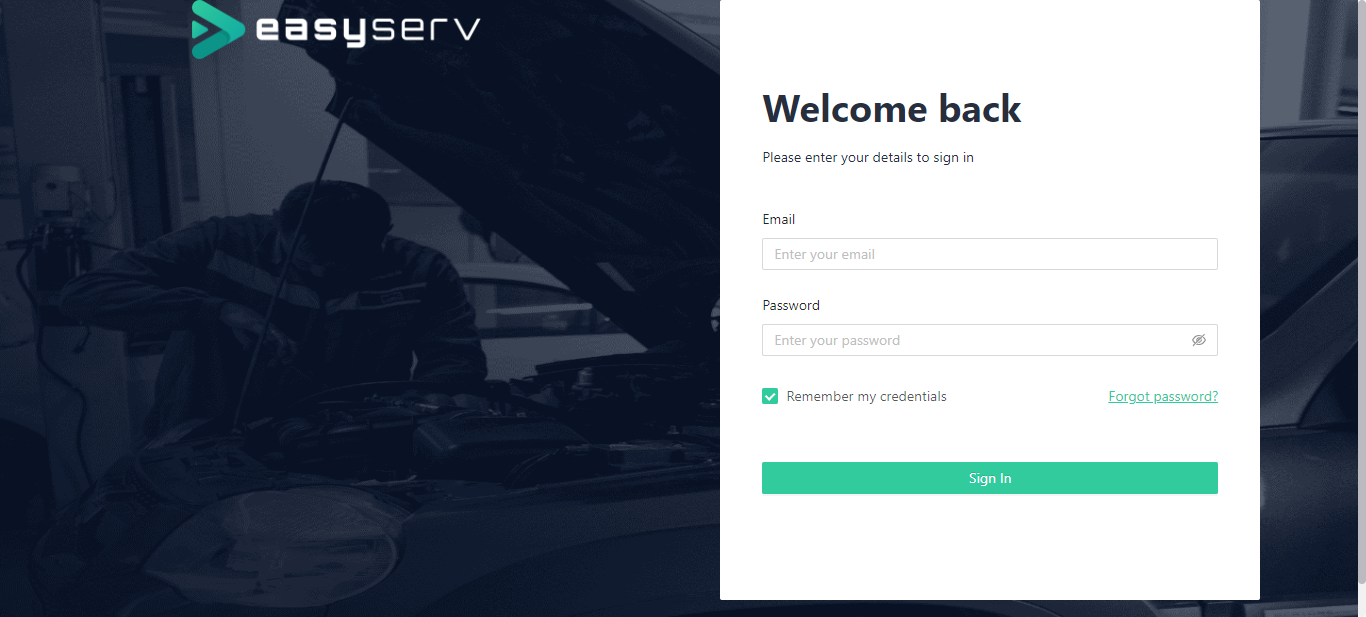 easyserv
Welcome back
Please enter your details to sign in
Email
Enter your email
Password
Enter your password
Remember my credentials
Forgot password?
Sign In